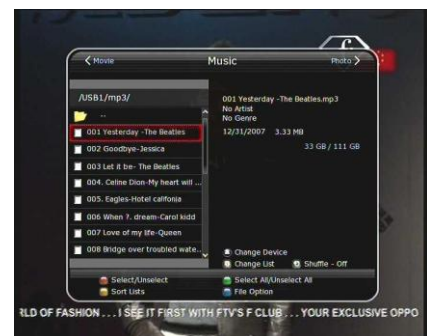 Movie
Music
Photo
/USB1/mp3/
..
001 Yesterday -The Beatles
002 Goodbye-Jessica
003 Let it be- The Beatles
004. Celine Dion-My heart will ...
005. Eagles-Hotel califonia
006 When ?. dream-Carol kidd
007 Love of my life-Queen
008 Bridge over troubled wate..
001 Yesterday -The Beatles.mp3
No Artist
No Genre
12/31/2007 3.33 MB
33 GB / 111 GB
Change Device
Change List
Shuffle - Off
Select/Unselect
Select All/Unselect All
Sort Lists
File Option
RLD OF FASHION . . . I SEE IT FIRST WITH FTV'S F CLUB . . . YOUR EXCLUSIVE OPPO